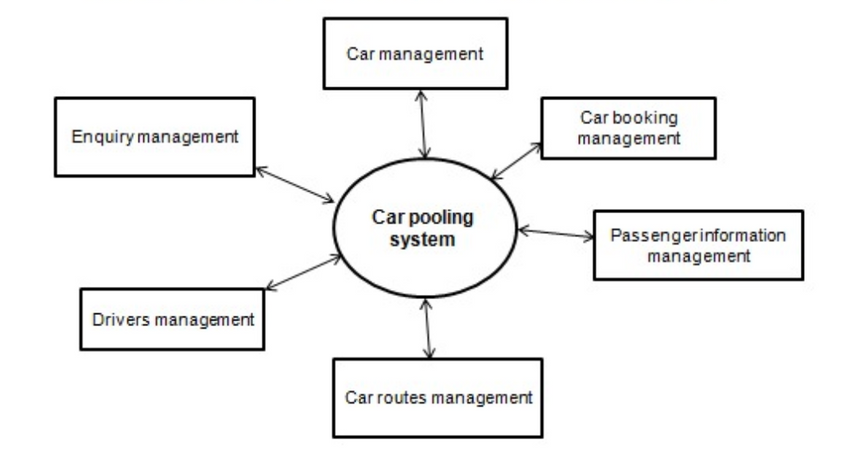 Car management
Enquiry management
Car booking
management
Car pooling
system
Passenger information
management
Drivers management
Car routes management